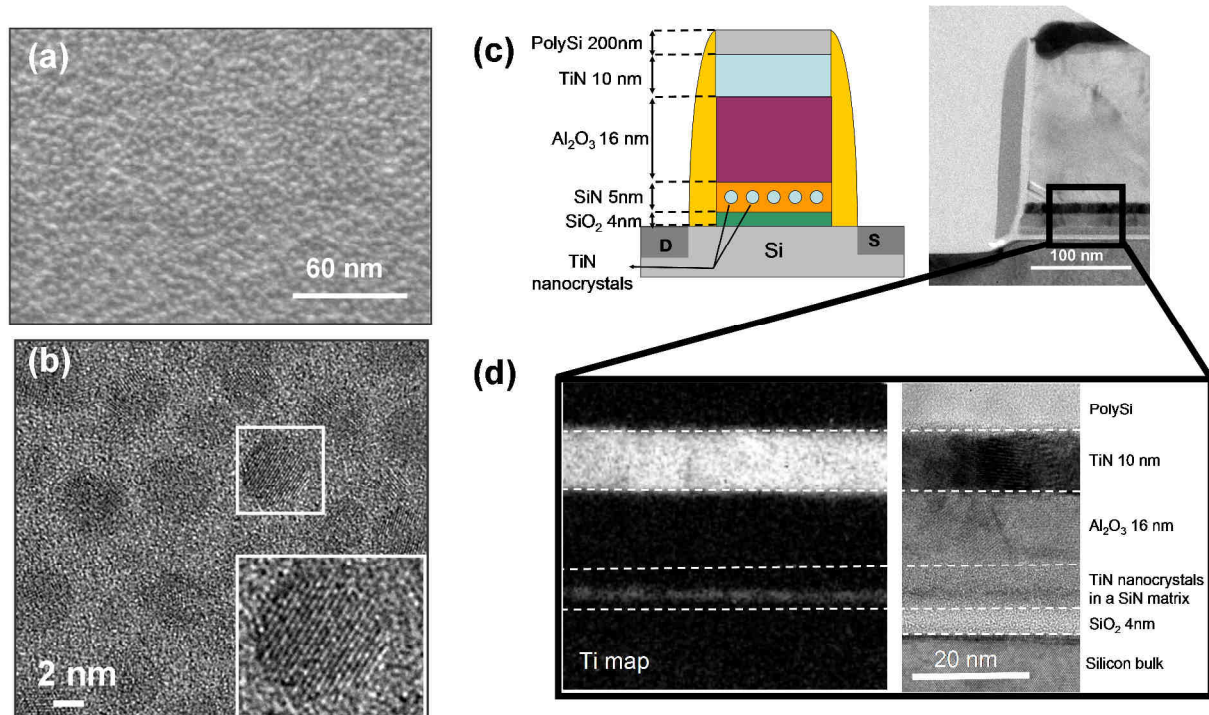 (a)
60 nm
(b)
2 nm
(c)
PolySi 200nm
TiN 10 nm
Al₂O₃ 16 nm
SiN 5nm
SiO₂ 4nm
D
Si
S
TiN
nanocrystals
100 nm
(d)
Ti map
20 nm
PolySi
TiN 10 nm
Al₂O₃ 16 nm
TiN nanocrystals
in a SiN matrix
SiO₂ 4nm
Silicon bulk